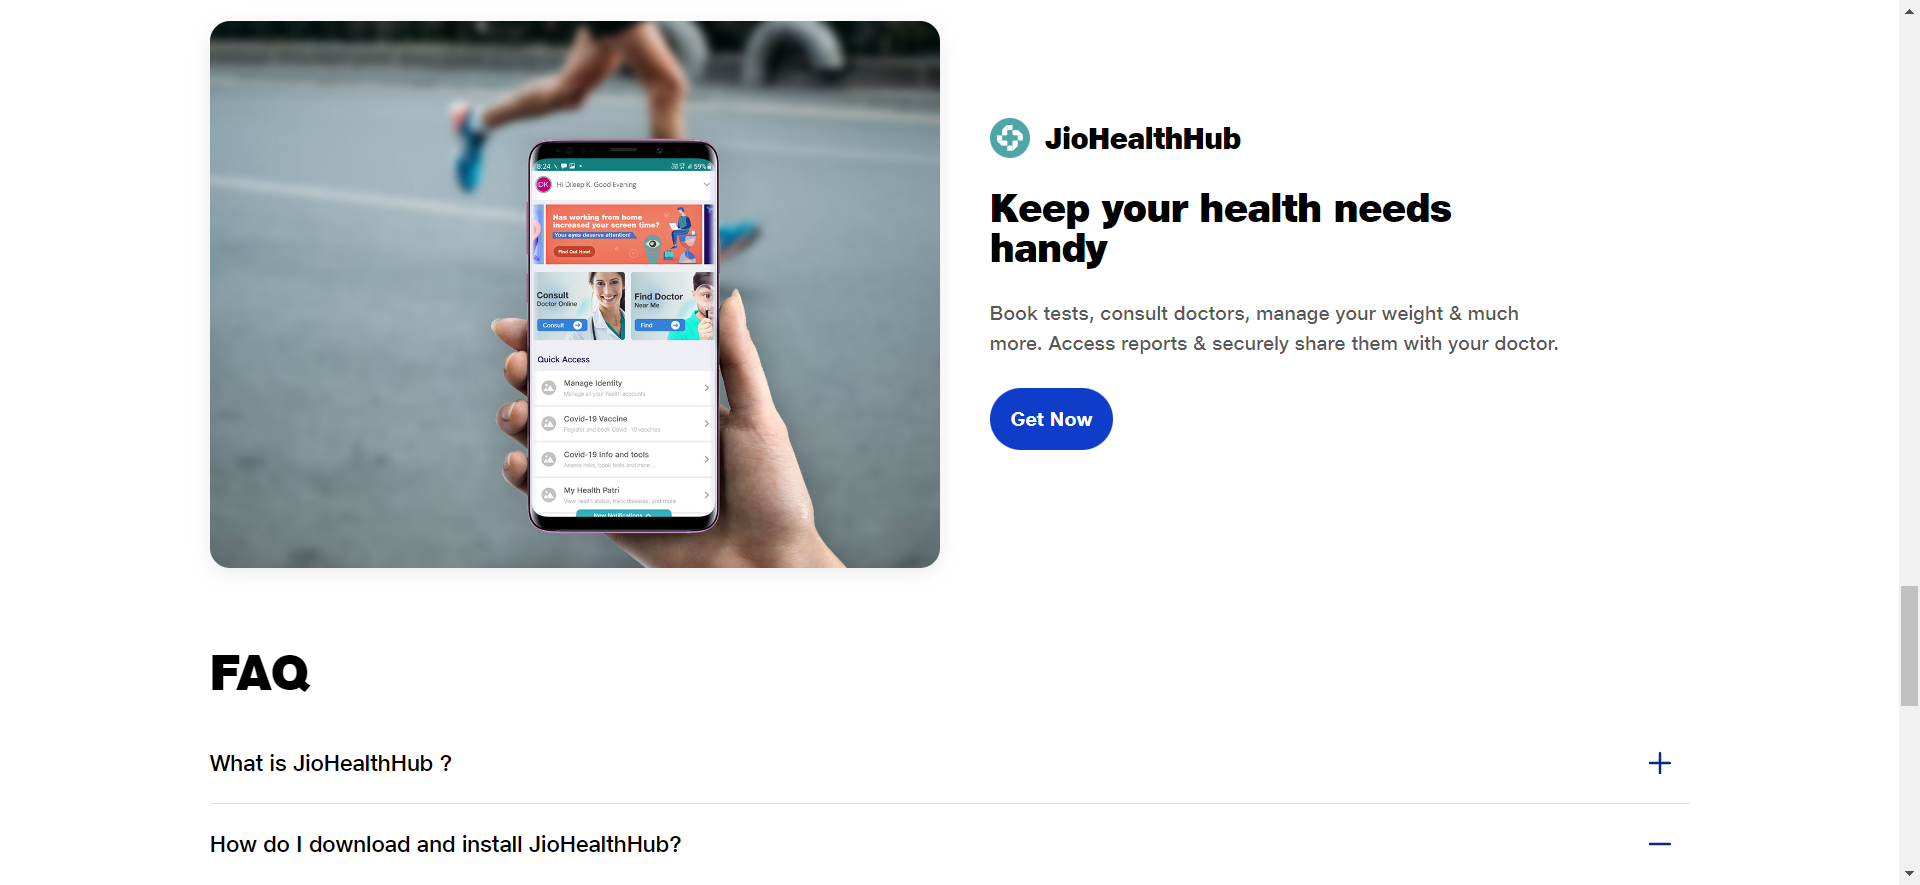 8:24
59%
DK
Hi Dileep K. Good Evening
Has working from home
increased your screen time?
Your eyes deserve attention!
Find Out How!
Consult
Doctor Online
Consult
Find Doctor
Near Me
Find
Quick Access
Manage Identity
Manage all your health accounts
Covid-19 Vaccine
Register and book Covid -19 vaccines
Covid-19 Info and tools
Assess risks, book tests and more...
My Health Patri
View health status, track diseases, and more
New Notifications
JioHealthHub
Keep your health needs
handy
Book tests, consult doctors, manage your weight & much
more. Access reports & securely share them with your doctor.
Get Now
FAQ
What is JioHealthHub ?
How do I download and install JioHealthHub?